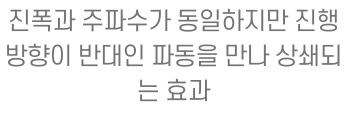 진폭과 주파수가 동일하지만 진행
방향이 반대인 파동을 만나 상쇄되
는 효과